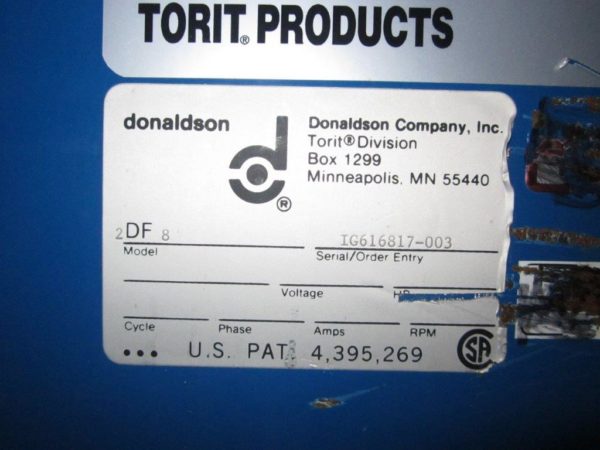 TORIT® PRODUCTS
donaldson
d
®
Donaldson Company, Inc.
Torit® Division
Box 1299
Minneapolis, MN 55440
2DF 8
Model
IG616817-003
Serial/Order Entry
Voltage
HP
Cycle
Phase
Amps
RPM
••• U.S. PAT. 4,395,269
SA